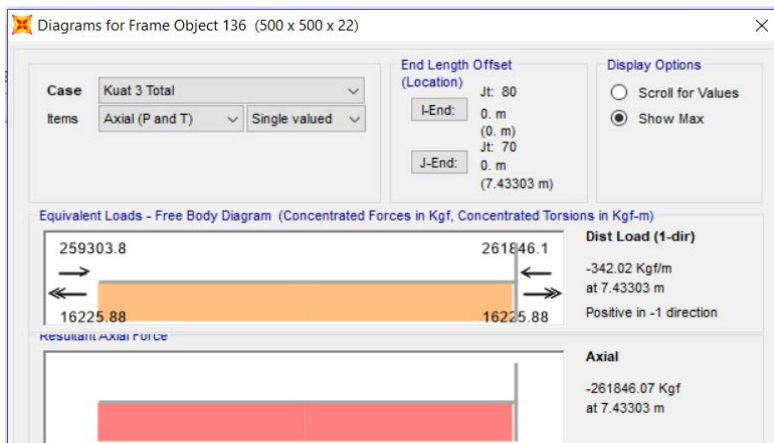 Diagrams for Frame Object 136 (500 x 500 x 22)
Case
Kuat 3 Total
Items
Axial (P and T)
Single valued
End Length Offset
(Location)
Jt: 80
I-End:
0. m
(0. m)
Jt: 70
J-End:
0. m
(7.43303 m)
Display Options
Scroll for Values
Show Max
Equivalent Loads - Free Body Diagram (Concentrated Forces in Kgf, Concentrated Torsions in Kgf-m)
259303.8
261846.1
16225.88
16225.88
Dist Load (1-dir)
-342.02 Kgf/m
at 7.43303 m
Positive in -1 direction
Resultant Axial Force
Axial
-261846.07 Kgf
at 7.43303 m